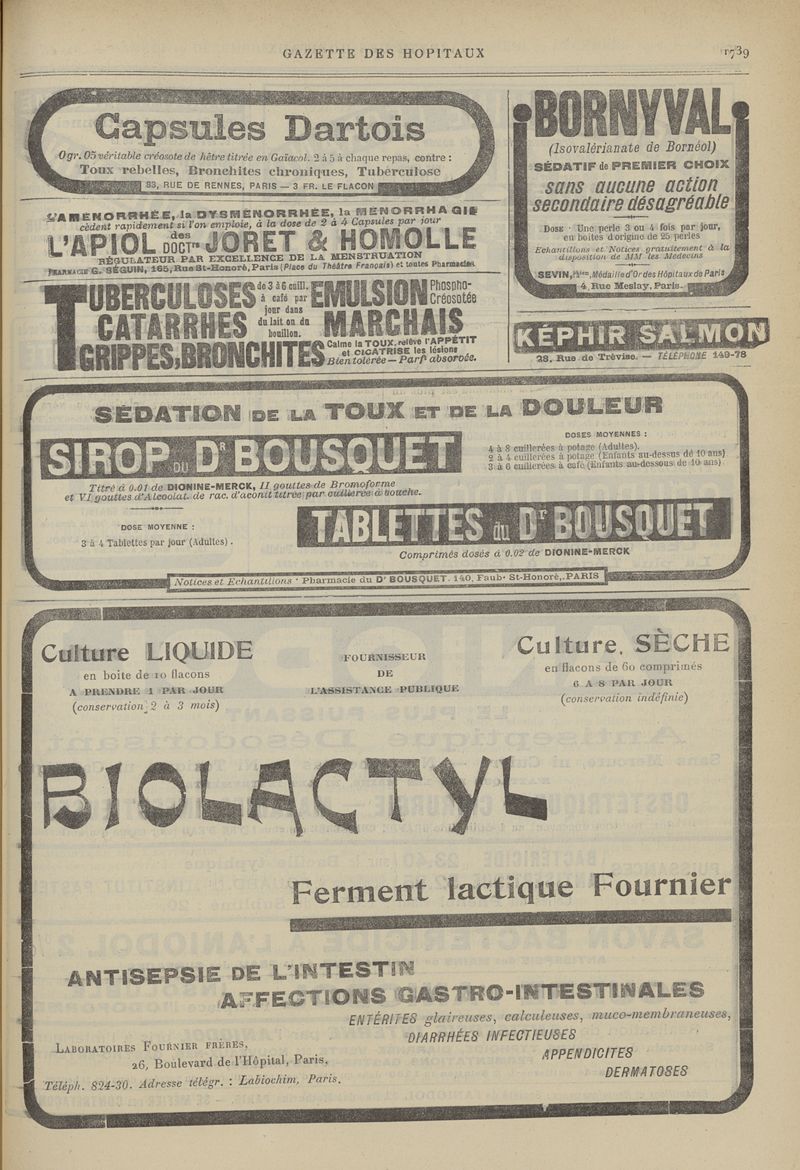 GAZETTE DES HOPITAUX
1739
Capsules Dartois
0gr. 05 véritable créosote de hêtre titrée en Gaïacol. 2 à 5 à chaque repas, contre :
Toux rebelles, Bronchites chroniques, Tuberculose
83, RUE DE RENNES, PARIS — 3 FR. LE FLACON
L'AMÉNORRHÉE, la DYSMÉNORRHÉE, la MÉNORRHAGIE
cèdent rapidement si l'on emploie, à la dose de 2 à 4 Capsules par jour
L'APIOL des DOCTrs JORET & HOMOLLE
RÉGULATEUR PAR EXCELLENCE DE LA MENSTRUATION
PHARMACIE G. SÉGUIN, 165, Rue St-Honoré, Paris (Place du Théâtre Français) et toutes Pharmacies
TUBERCULOSES
CATARRHES
GRIPPES, BRONCHITES
de 3 à 6 cuill.
à café par
jour dans
du lait ou du
bouillon.
EMULSION Phospho-
Créosotée
MARCHAIS
Calme la TOUX, relève l'APPÉTIT
et CICATRISE les lésions
Bien tolérée — Parft absorbée.
BORNYVAL
(Isovalérianate de Bornéol)
SÉDATIF de PREMIER CHOIX
sans aucune action
secondaire désagréable
DOSE : Une perle 3 ou 4 fois par jour,
en boites d'origine de 25 perles
Echantillons et Notices gratuitement à la
disposition de MM les Médecins
SEVIN, Phien, Médaille d'Or des Hôpitaux de Paris
4, Rue Meslay, Paris.
KÉPHIR SALMON
28, Rue de Trévise. — TÉLÉPHONE 149-78
SÉDATION DE LA TOUX ET DE LA DOULEUR
SIROP DU Dr BOUSQUET
Titré à 0.01 de DIONINE-MERCK, II gouttes de Bromoforme
et VI gouttes d'Alcoolat. de rac. d'aconit titrée par cuillerée à bouche.
DOSES MOYENNES :
4 à 8 cuillerées à potage (Adultes).
2 à 4 cuillerées à potage (Enfants au-dessus de 10 ans)
3 à 6 cuillerées à café (Enfants au-dessous de 10 ans)
DOSE MOYENNE :
3 à 4 Tablettes par jour (Adultes).
TABLETTES du Dr BOUSQUET
Comprimés dosés à 0.02 de DIONINE-MERCK
Notices et Echantillons : Pharmacie du Dr BOUSQUET. 140, Faubg St-Honoré,. PARIS
Culture LIQUIDE
en boite de 10 flacons
A PRENDRE 1 PAR JOUR
(conservation 2 à 3 mois)
FOURNISSEUR
DE
L'ASSISTANCE PUBLIQUE
Culture, SÈCHE
en flacons de 60 comprimés
6 A 8 PAR JOUR
(conservation indéfinie)
BIOLACTYL
Ferment lactique Fournier
ANTISEPSIE DE L'INTESTIN
AFFECTIONS GASTRO-INTESTINALES
ENTÉRITES glaireuses, calculeuses, muco-membraneuses,
DIARRHÉES INFECTIEUSES
APPENDICITES
DERMATOSES
LABORATOIRES FOURNIER FRÈRES,
26, Boulevard de l'Hôpital, Paris.
Téléph. 824-30. Adresse télégr. : Labiochim, Paris.